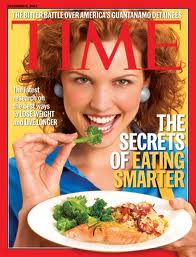 THE BITTER BATTLE OVER AMERICA'S GUANTANAMO DETAINEES
TIME
The latest
research on
the best ways
to LOSE WEIGHT
and LIVE LONGER
THE
SECRETS
OF EATING
SMARTER